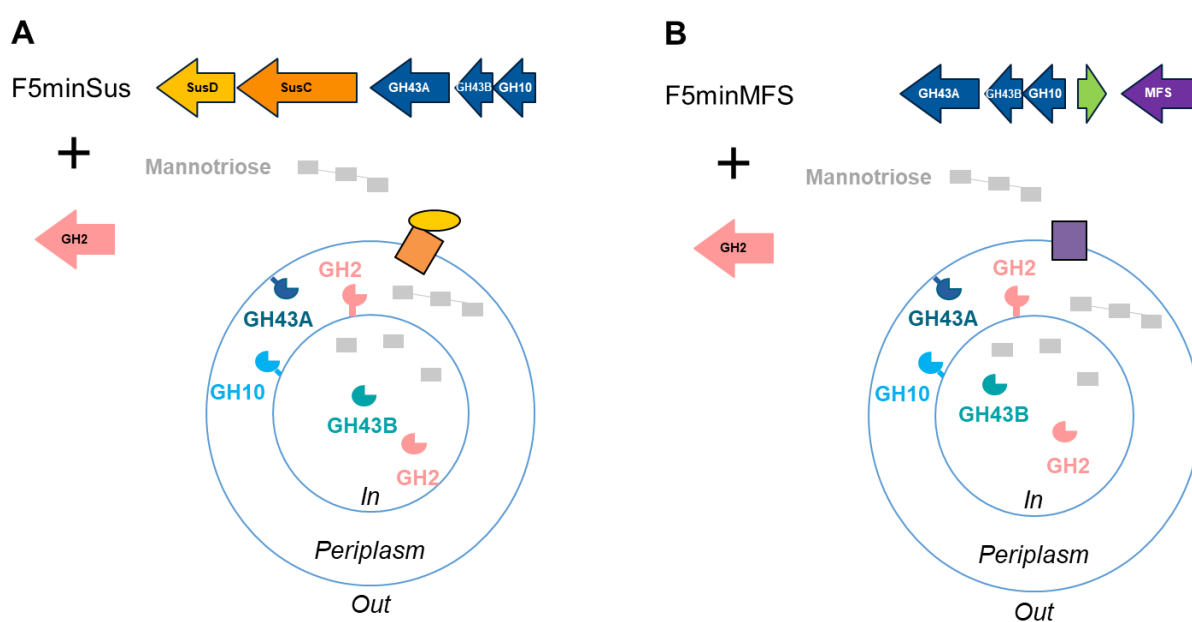 A
F5minSus
SusD
SusC
GH43A
GH43B
GH10
+
Mannotriose
GH2
GH2
GH43A
GH10
GH43B
GH2
In
Periplasm
Out
B
F5minMFS
GH43A
GH43B
GH10
MFS
+
Mannotriose
GH2
GH2
GH43A
GH10
GH43B
GH2
In
Periplasm
Out